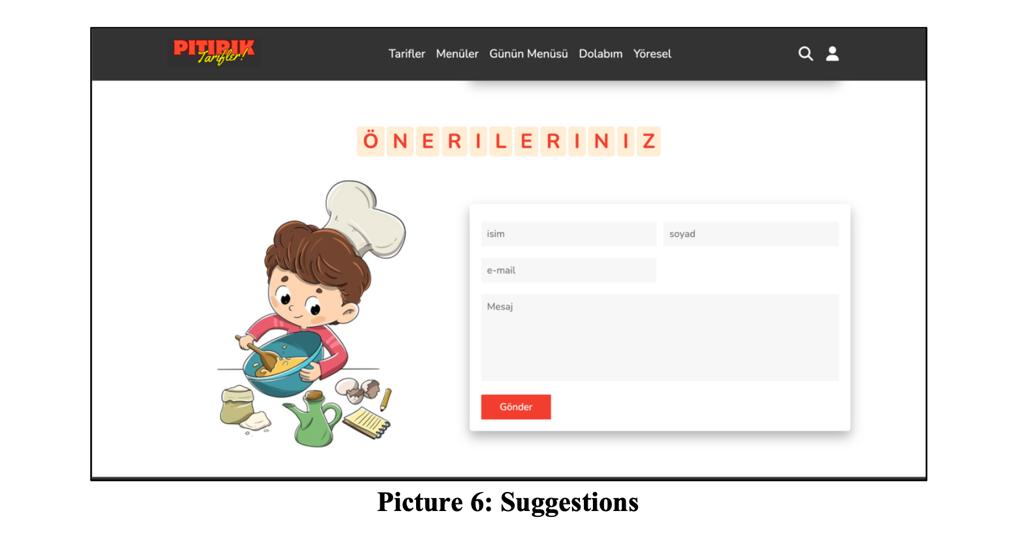 PITIRIK
Tarifler!
Tarifler Menüler Günün Menüsü Dolabım Yöresel
ÖNERILERINIZ
isim soyad
e-mail
Mesaj
Gönder
Picture 6: Suggestions